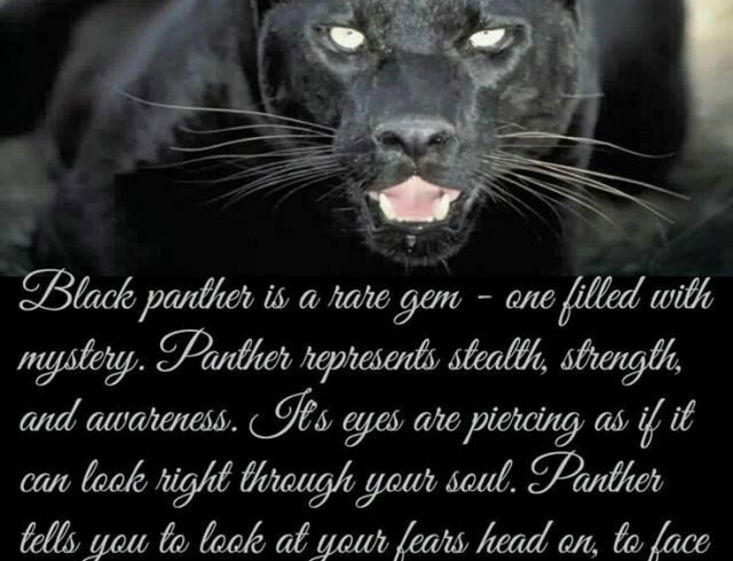 Black panther is a rare gem - one filled with
mystery. Panther represents stealth, strength,
and awareness. It's eyes are piercing as if it
can look right through your soul. Panther
tells you to look at your fears head on, to face